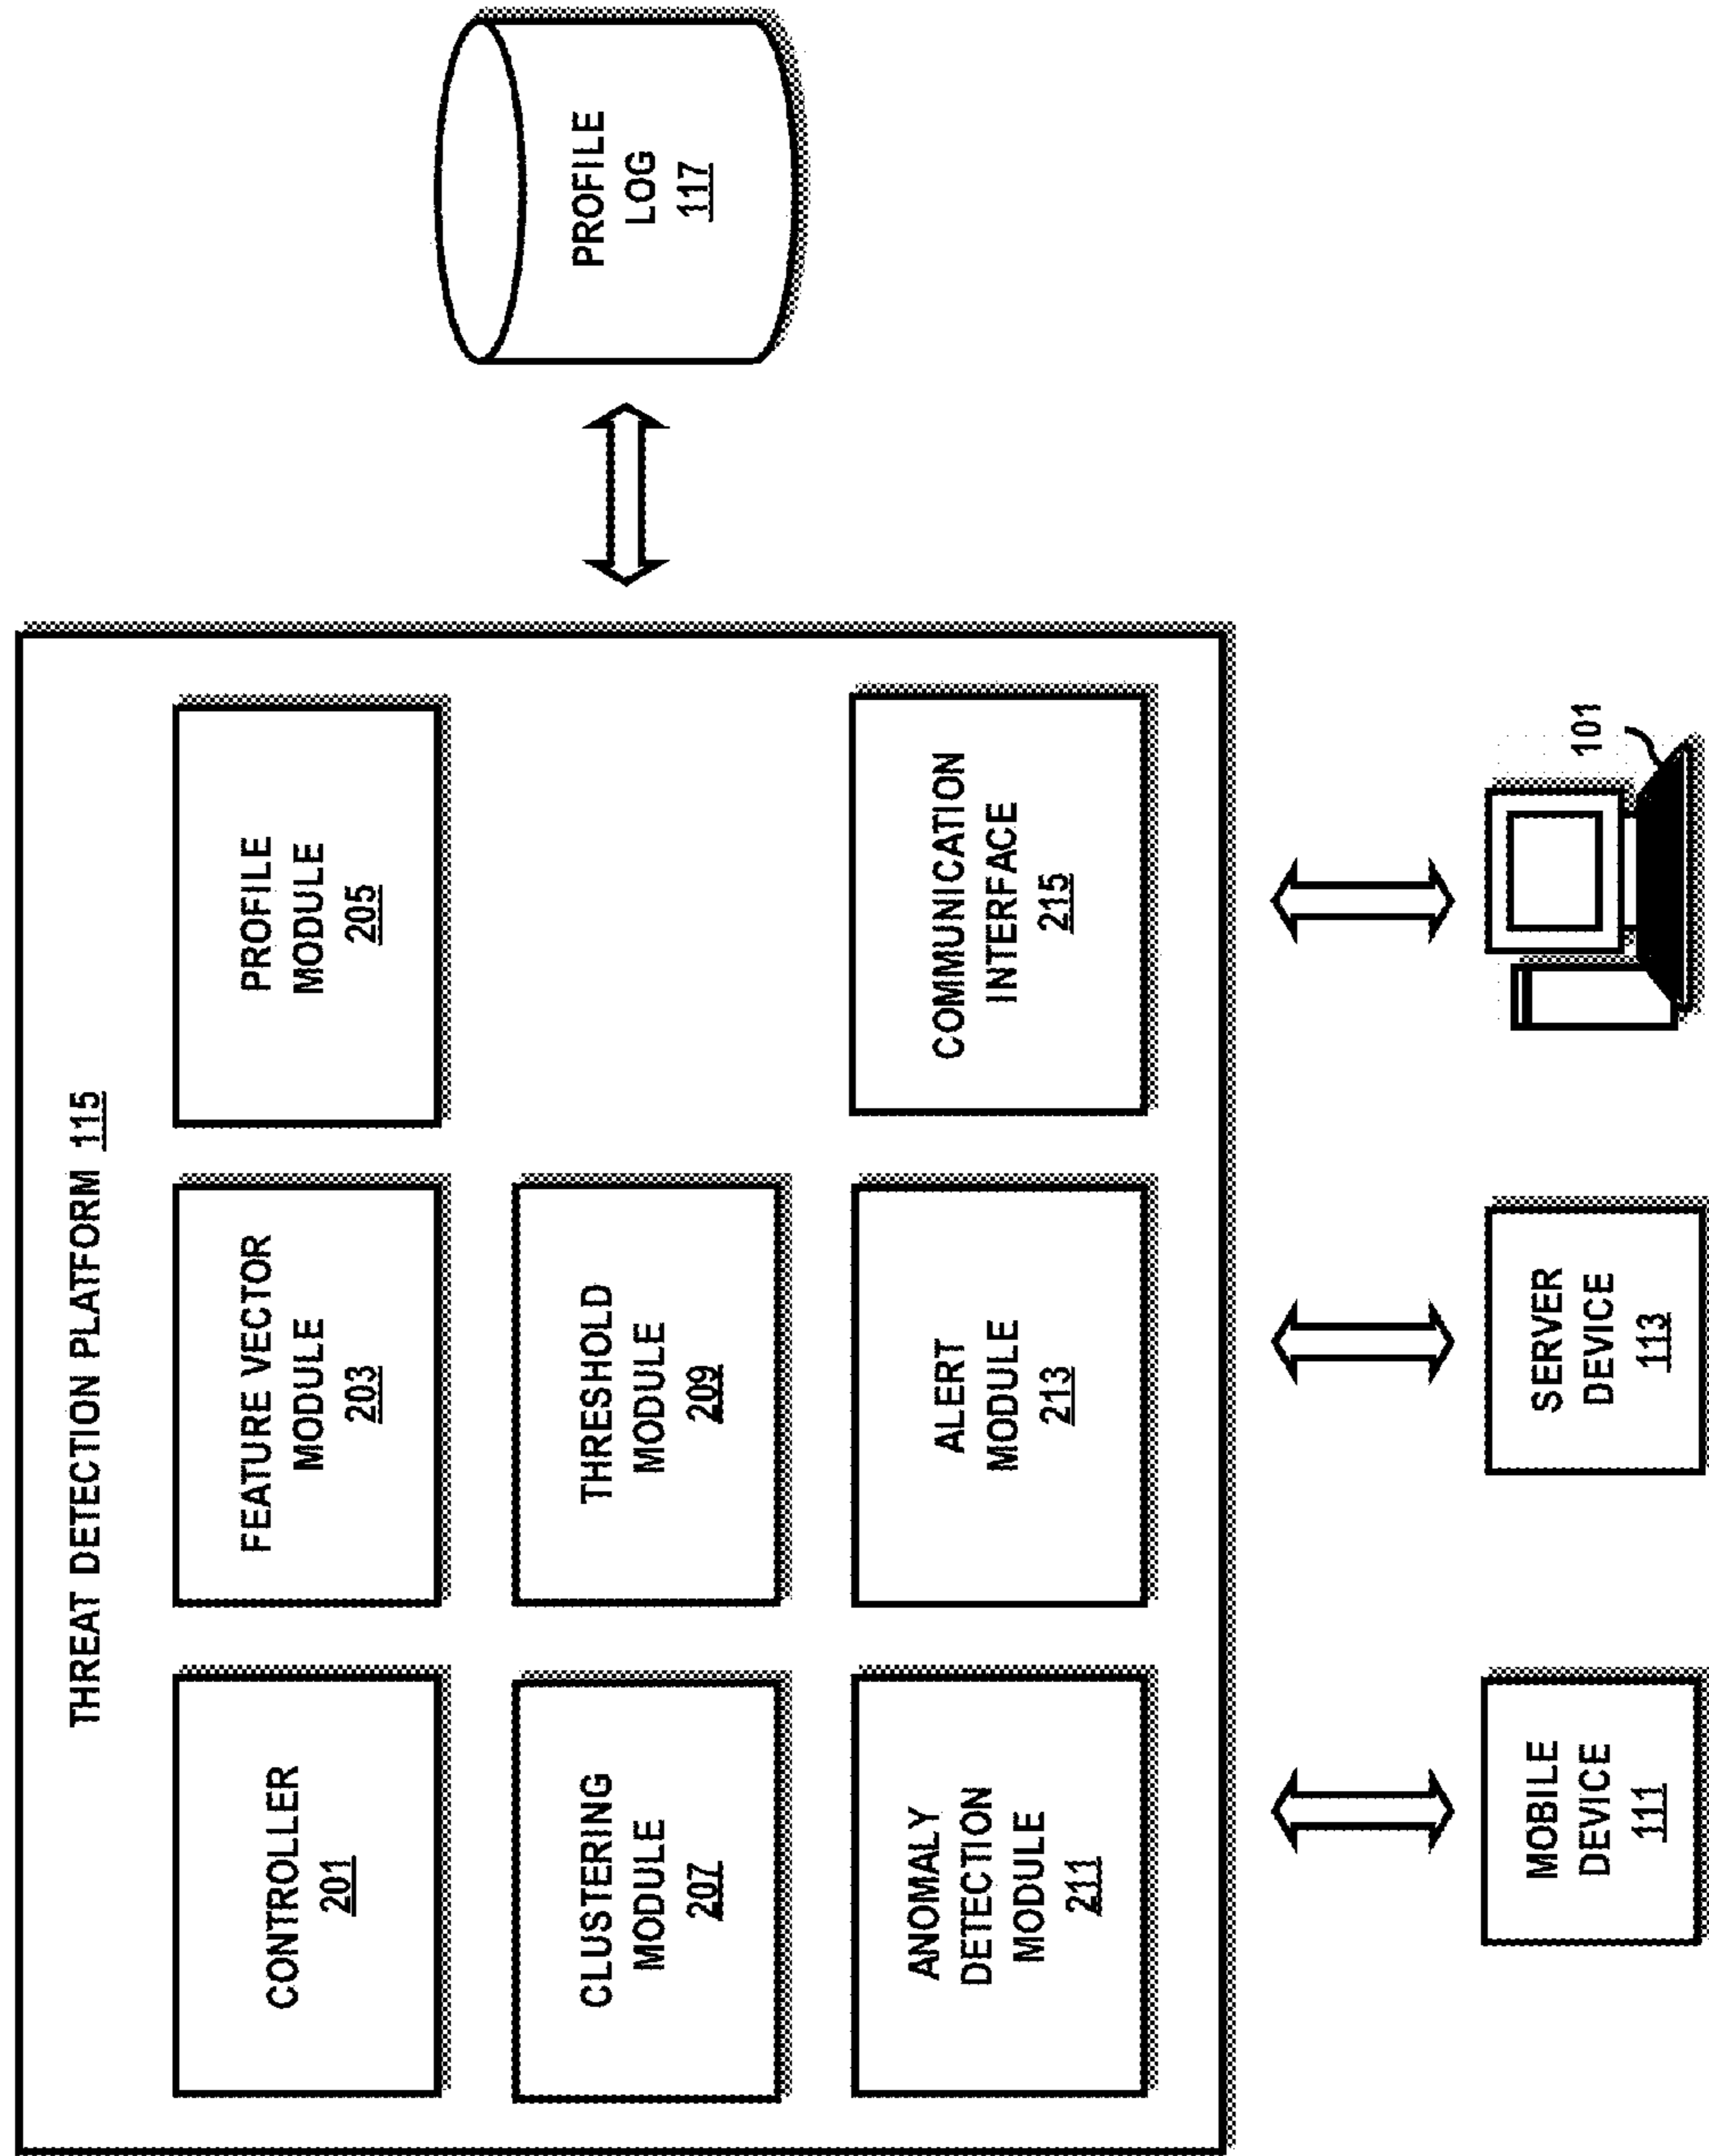 THREAT DETECTION PLATFORM 115
CONTROLLER
201
FEATURE VECTOR
MODULE
203
PROFILE
MODULE
205
CLUSTERING
MODULE
207
THRESHOLD
MODULE
209
ANOMALY
DETECTION
MODULE
211
ALERT
MODULE
213
COMMUNICATION
INTERFACE
215
PROFILE
LOG
117
MOBILE
DEVICE
111
SERVER
DEVICE
113
101